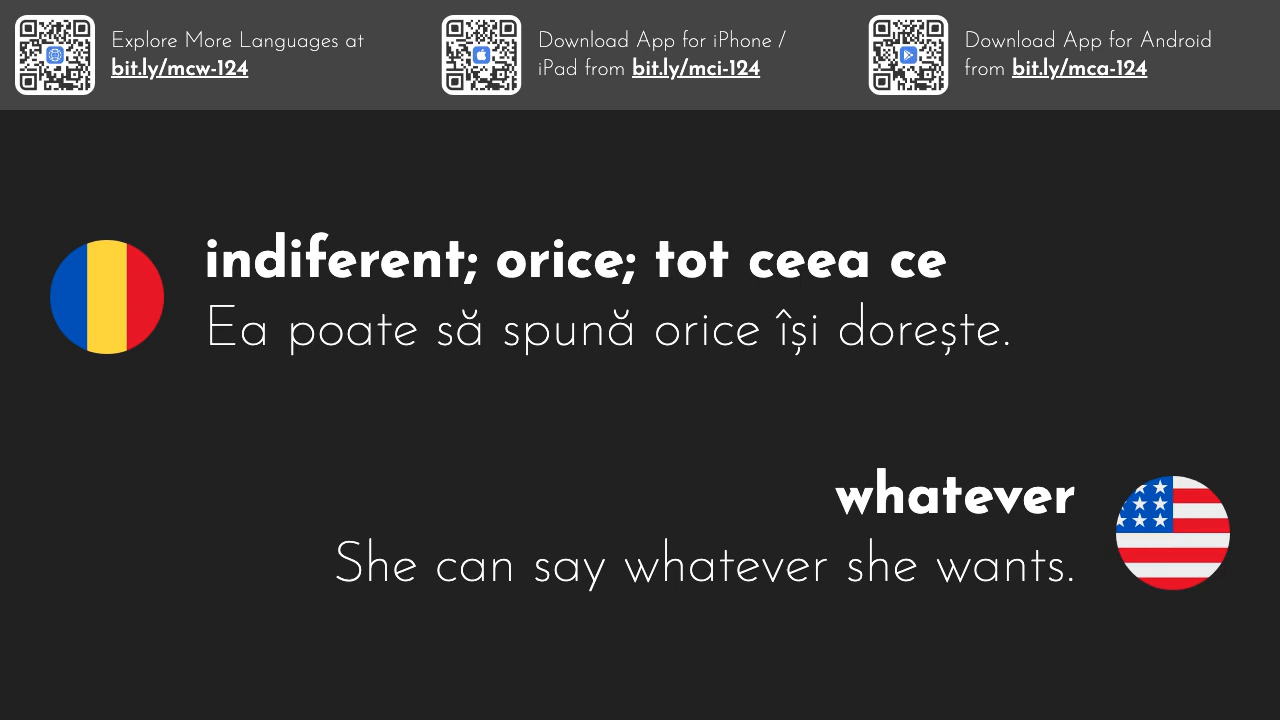 Explore More Languages at
bit.ly/mcw-124
Download App for iPhone /
iPad from bit.ly/mci-124
Download App for Android
from bit.ly/mca-124
indiferent; orice; tot ceea ce
Ea poate să spună orice își dorește.
whatever
She can say whatever she wants.